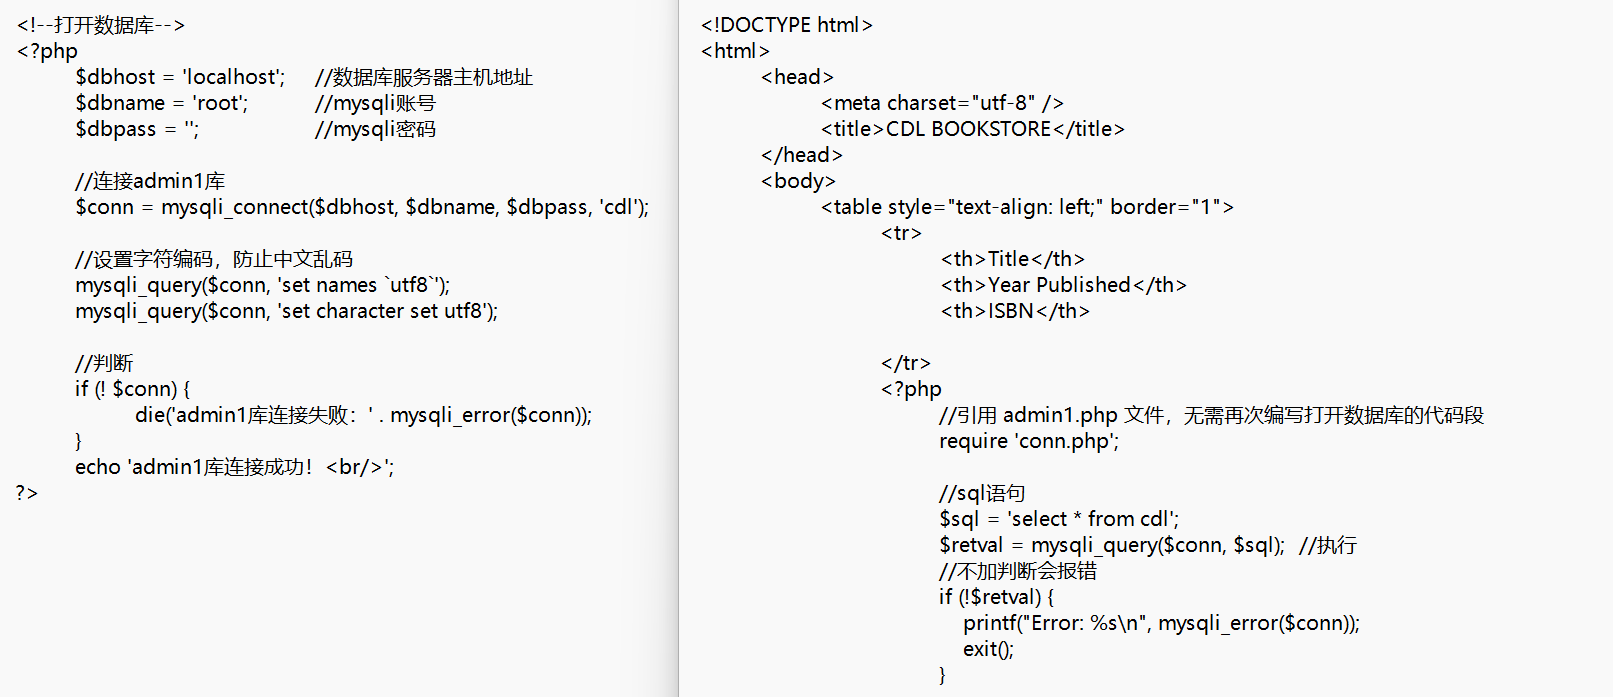 <!--打开数据库-->
<?php
$dbhost = 'localhost'; //数据库服务器主机地址
$dbname = 'root'; //mysqli账号
$dbpass = ''; //mysqli密码
//连接admin1库
$conn = mysqli_connect($dbhost, $dbname, $dbpass, 'cdl');
//设置字符编码，防止中文乱码
mysqli_query($conn, 'set names `utf8`');
mysqli_query($conn, 'set character set utf8');
//判断
if (! $conn) {
die('admin1库连接失败：' . mysqli_error($conn));
}
echo 'admin1库连接成功！<br/>';
?>
<!DOCTYPE html>
<html>
<head>
<meta charset="utf-8" />
<title>CDL BOOKSTORE</title>
</head>
<body>
<table style="text-align: left;" border="1">
<tr>
<th>Title</th>
<th>Year Published</th>
<th>ISBN</th>
</tr>
<?php
//引用 admin1.php 文件，无需再次编写打开数据库的代码段
require 'conn.php';
//sql语句
$sql = 'select * from cdl';
$retval = mysqli_query($conn, $sql); //执行
//不加判断会报错
if (!$retval) {
printf("Error: %s\n", mysqli_error($conn));
exit();
}